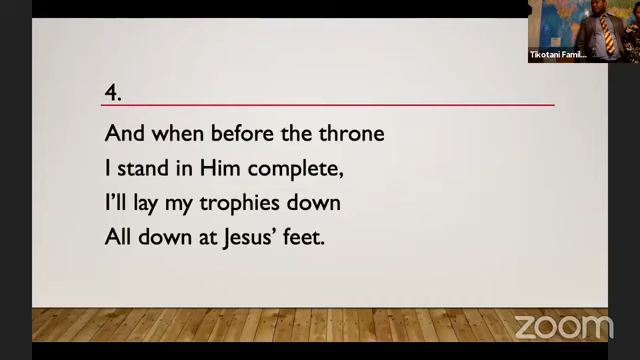 Tikotani Famil...
4.
And when before the throne
I stand in Him complete,
I'll lay my trophies down
All down at Jesus' feet.
zoom